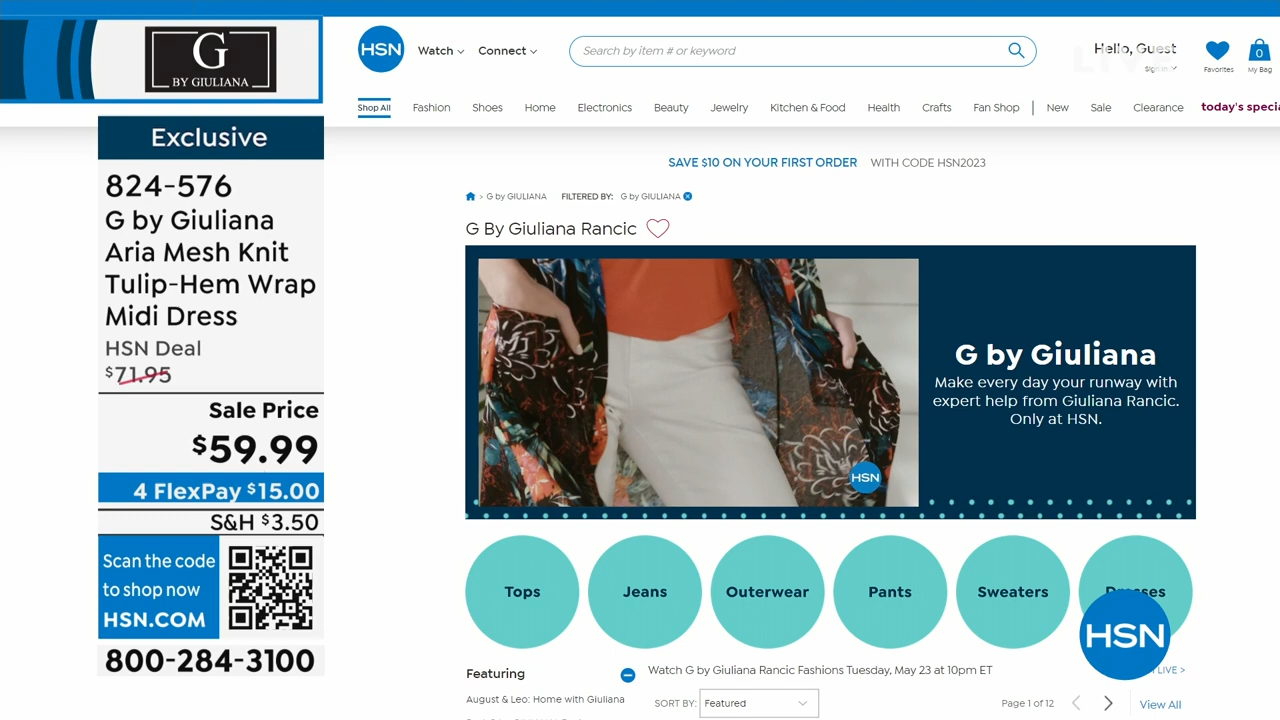 G
BY GIULIANA
Exclusive
824-576
G by Giuliana
Aria Mesh Knit
Tulip-Hem Wrap
Midi Dress
HSN Deal
$71.95
Sale Price
$59.99
4 FlexPay $15.00
S&H $3.50
Scan the code
to shop now
HSN.COM
800-284-3100
HSN
Watch
Connect
Search by item # or keyword
LIVE
Hello, Guest
Sign In
Favorites
0
My Bag
Shop All
Fashion
Shoes
Home
Electronics
Beauty
Jewelry
Kitchen & Food
Health
Crafts
Fan Shop
New
Sale
Clearance
today's speci
SAVE $10 ON YOUR FIRST ORDER WITH CODE HSN2023
> G by GIULIANA FILTERED BY: G by GIULIANA
G By Giuliana Rancic
G by Giuliana
Make every day your runway with
expert help from Giuliana Rancic.
Only at HSN.
HSN
Tops
Jeans
Outerwear
Pants
Sweaters
Dresses
HSN
Featuring
Watch G by Giuliana Rancic Fashions Tuesday, May 23 at 10pm ET
LIVE >
August & Leo: Home with Giuliana
SORT BY: Featured
Page 1 of 12
View All